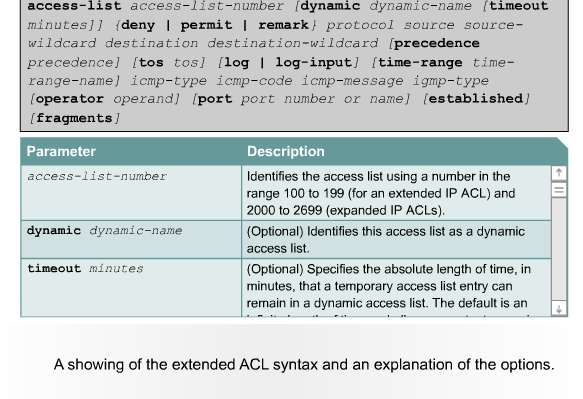 access-list access-list-number [dynamic dynamic-name [timeout
minutes]] {deny | permit | remark} protocol source source-
wildcard destination destination-wildcard [precedence
precedence] [tos tos] [log | log-input] [time-range time-
range-name] icmp-type icmp-code icmp-message igmp-type
[operator operand] [port port number or name] [established]
[fragments]
Parameter Description
access-list-number Identifies the access list using a number in the
range 100 to 199 (for an extended IP ACL) and
2000 to 2699 (expanded IP ACLs).
dynamic dynamic-name (Optional) Identifies this access list as a dynamic
access list.
timeout minutes (Optional) Specifies the absolute length of time, in
minutes, that a temporary access list entry can
remain in a dynamic access list. The default is an
A showing of the extended ACL syntax and an explanation of the options.